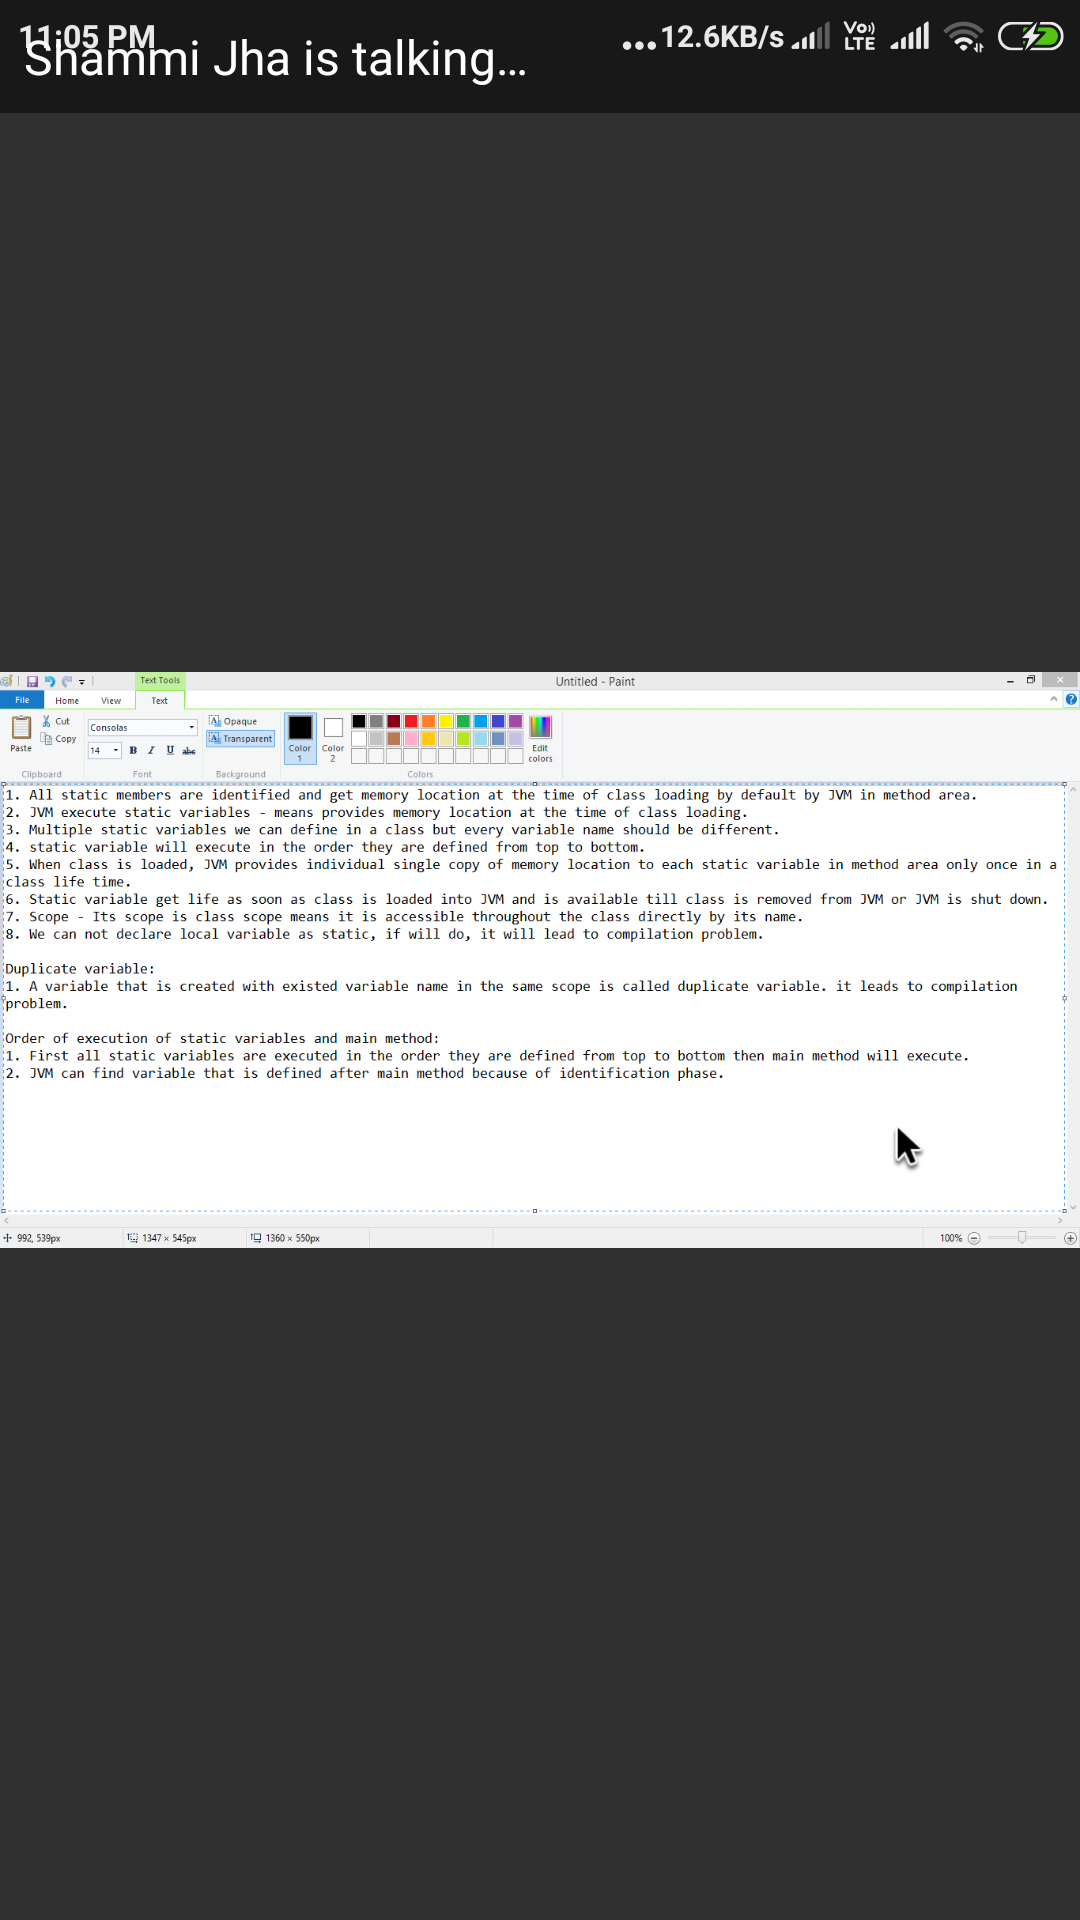 11:05 PM
...12.6KB/s
Vo))
LTE
Shammi Jha is talking...
Text Tools
Untitled - Paint
File
Home
View
Text
Paste
Cut
Copy
Clipboard
Consolas
14
B I U abc
Font
Opaque
Transparent
Background
Color
1
Color
2
Edit
colors
Colors
1. All static members are identified and get memory location at the time of class loading by default by JVM in method area.
2. JVM execute static variables - means provides memory location at the time of class loading.
3. Multiple static variables we can define in a class but every variable name should be different.
4. static variable will execute in the order they are defined from top to bottom.
5. When class is loaded, JVM provides individual single copy of memory location to each static variable in method area only once in a
class life time.
6. Static variable get life as soon as class is loaded into JVM and is available till class is removed from JVM or JVM is shut down.
7. Scope - Its scope is class scope means it is accessible throughout the class directly by its name.
8. We can not declare local variable as static, if will do, it will lead to compilation problem.
Duplicate variable:
1. A variable that is created with existed variable name in the same scope is called duplicate variable. it leads to compilation
problem.
Order of execution of static variables and main method:
1. First all static variables are executed in the order they are defined from top to bottom then main method will execute.
2. JVM can find variable that is defined after main method because of identification phase.
992, 539px
1347 × 545px
1360 × 550px
100%